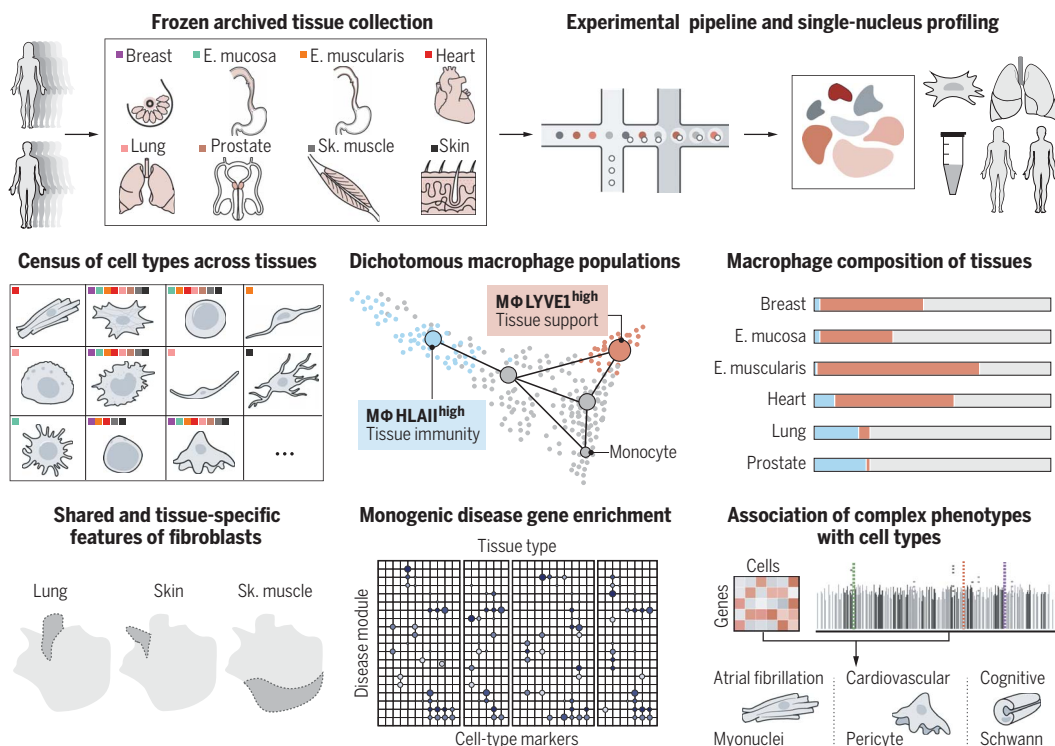 Frozen archived tissue collection
Experimental pipeline and single-nucleus profiling
Breast
E. mucosa
E. muscularis
Heart
Lung
Prostate
Sk. muscle
Skin
Census of cell types across tissues
...
Dichotomous macrophage populations
MΦ LYVE1high
Tissue support
MΦ HLAIIhigh
Tissue immunity
Monocyte
Macrophage composition of tissues
Breast
E. mucosa
E. muscularis
Heart
Lung
Prostate
Shared and tissue-specific
features of fibroblasts
Lung
Skin
Sk. muscle
Monogenic disease gene enrichment
Tissue type
Disease module
Cell-type markers
Association of complex phenotypes
with cell types
Cells
Genes
Atrial fibrillation
Cardiovascular
Cognitive
Myonuclei
Pericyte
Schwann